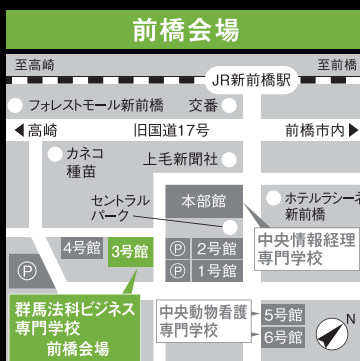 前橋会場
至高崎
至前橋
JR新前橋駅
フォレストモール新前橋
交番
◀高崎
旧国道17号
前橋市内▶
カネコ
種苗
上毛新聞社
セントラル
パーク
本部館
ホテルラシーネ
新前橋
中央情報経理
専門学校
4号館
3号館
P 2号館
P 1号館
P
群馬法科ビジネス
専門学校
前橋会場
中央動物看護
専門学校
5号館
6号館
N